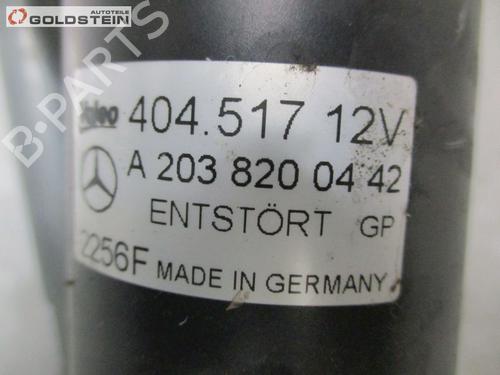 AUTOTEILE
GOLDSTEIN
B-PARTS
Valeo 404.517 12V
A 203 820 04 42
ENTSTÖRT GP
2256F MADE IN GERMANY